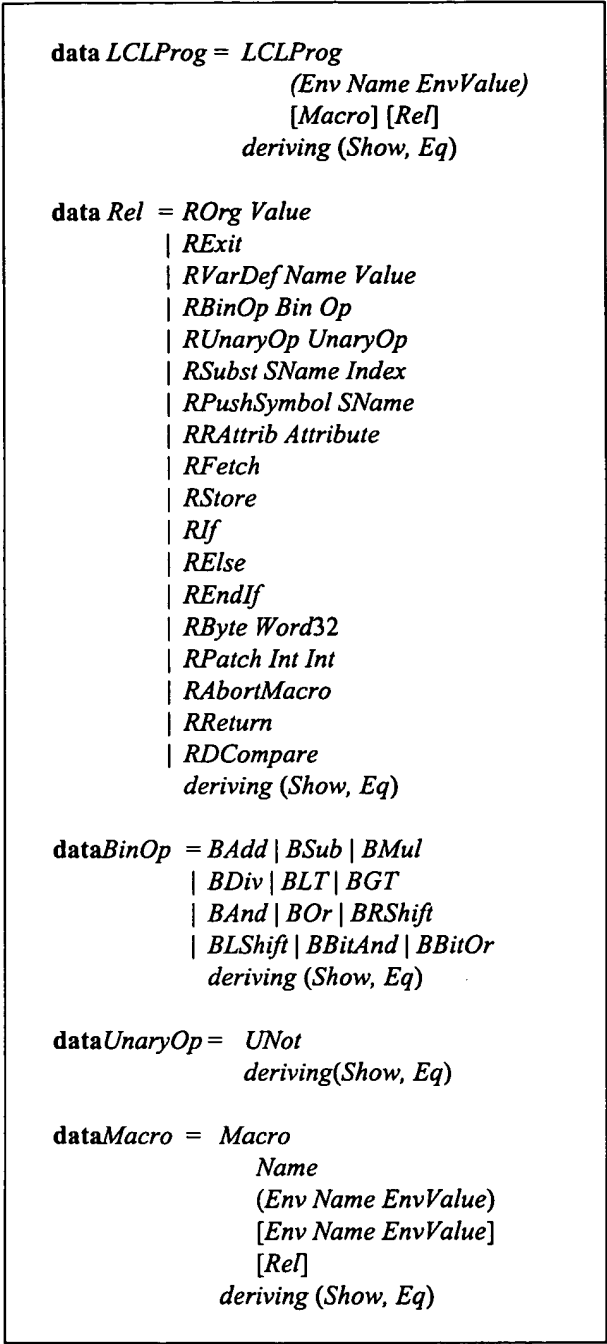 data LCLProg = LCLProg
(Env Name EnvValue)
[Macro] [Rel]
deriving (Show, Eq)
data Rel = ROrg Value
| RExit
| RVarDef Name Value
| RBinOp Bin Op
| RUnaryOp UnaryOp
| RSubst SName Index
| RPushSymbol SName
| RRAttrib Attribute
| RFetch
| RStore
| RIf
| RElse
| REndIf
| RByte Word32
| RPatch Int Int
| RAbortMacro
| RReturn
| RDCompare
deriving (Show, Eq)
dataBinOp = BAdd | BSub | BMul
| BDiv | BLT | BGT
| BAnd | BOr | BRShift
| BLShift | BBitAnd | BBitOr
deriving (Show, Eq)
dataUnaryOp = UNot
deriving(Show, Eq)
dataMacro = Macro
Name
(Env Name EnvValue)
[Env Name EnvValue]
[Rel]
deriving (Show, Eq)